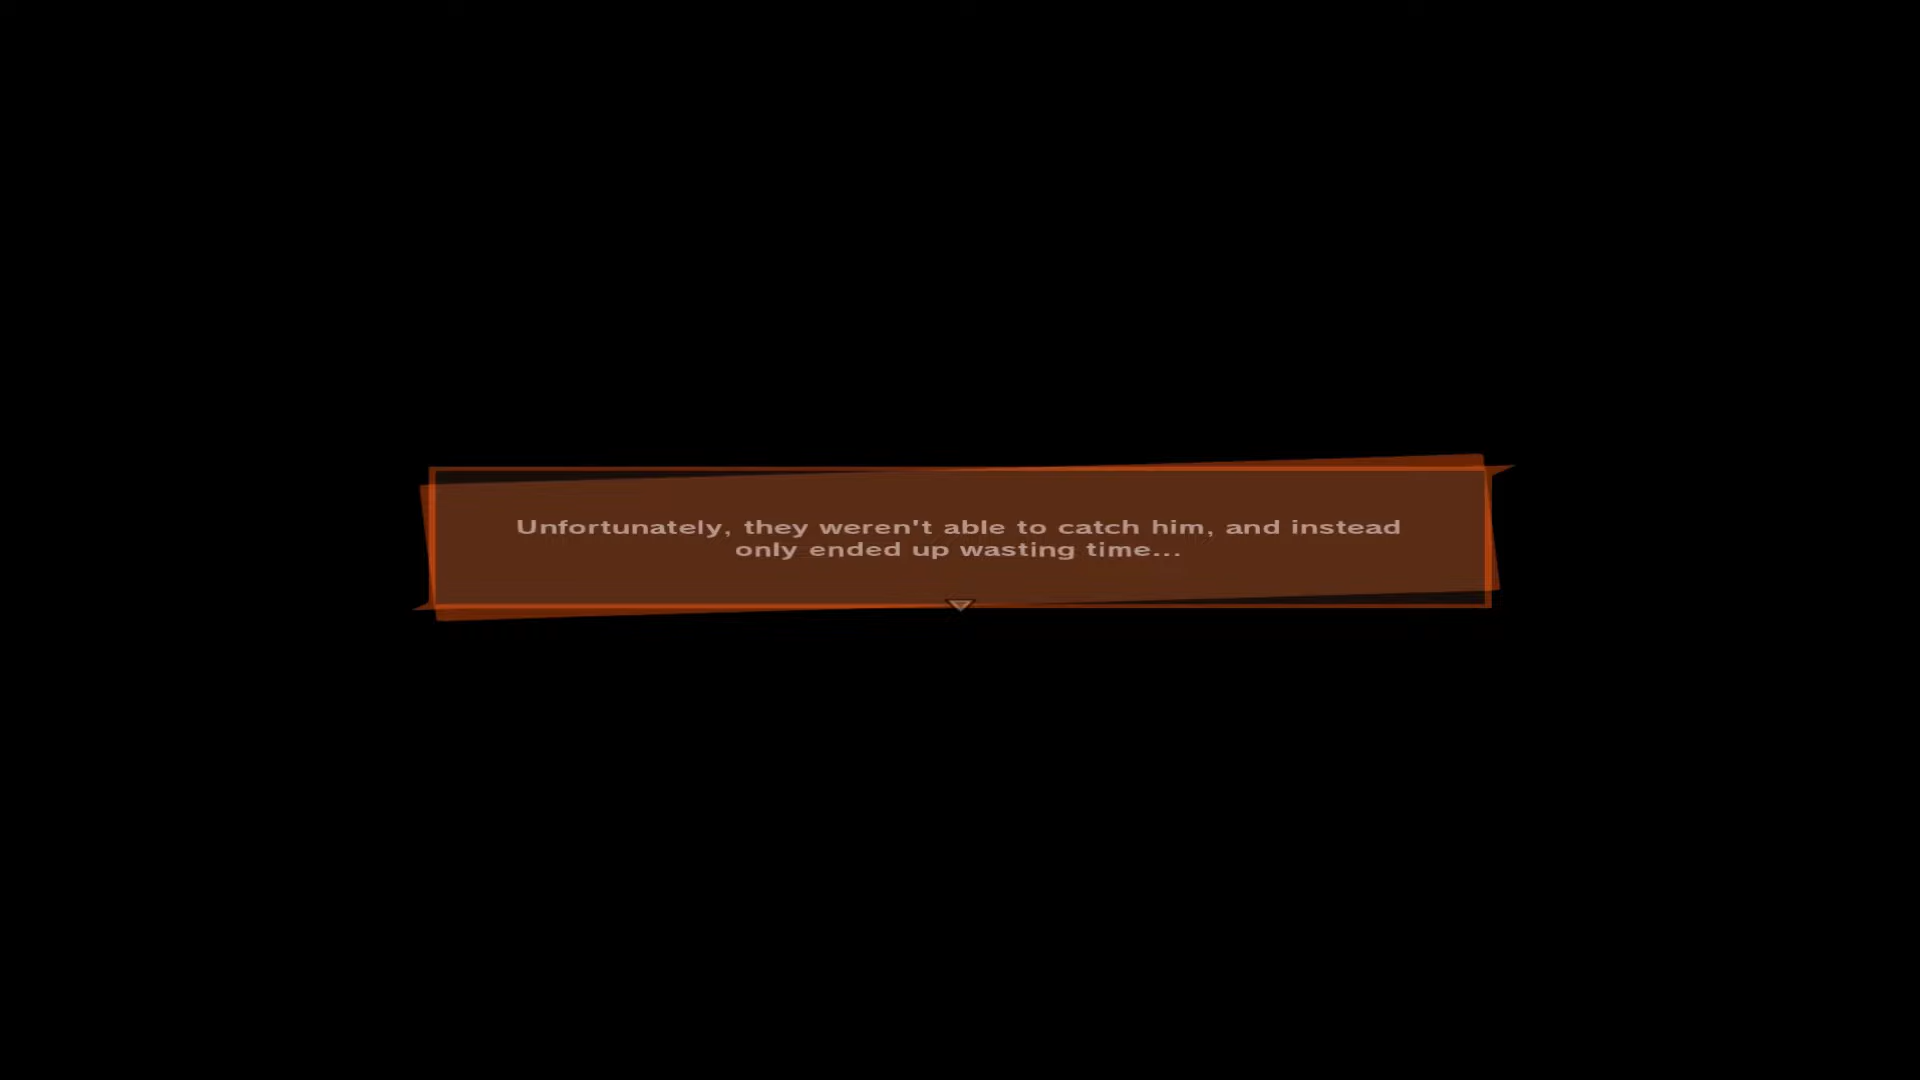 Unfortunately, they weren't able to catch him, and instead
only ended up wasting time...